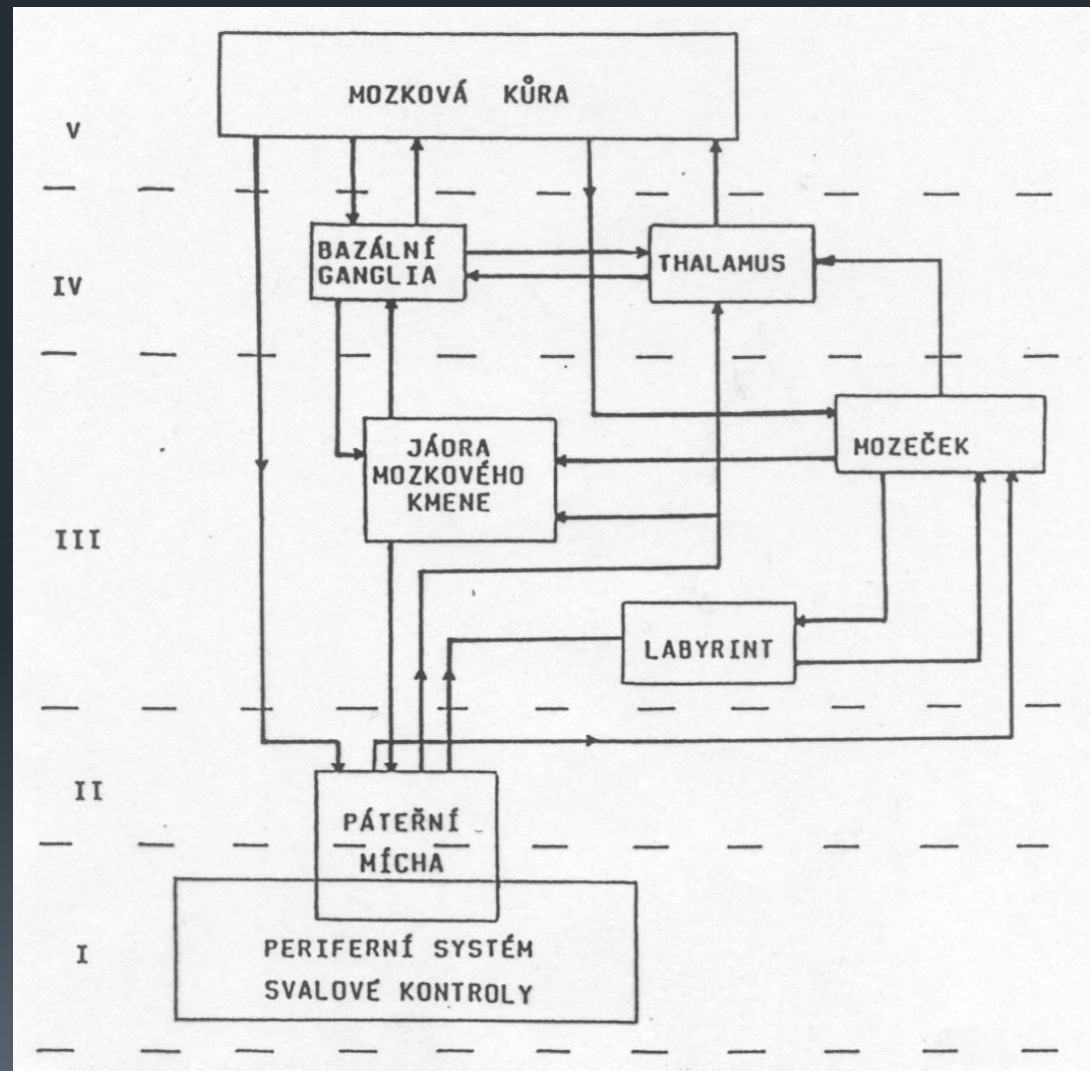 MOZKOVÁ KŮRA
V
BAZÁLNÍ
GANGLIA
THALAMUS
IV
JÁDRA
MOZKOVÉHO
KMENE
MOZEČEK
III
LABYRINT
II
PÁTEŘNÍ
MÍCHA
I
PERIFERNÍ SYSTÉM
SVALOVÉ KONTROLY